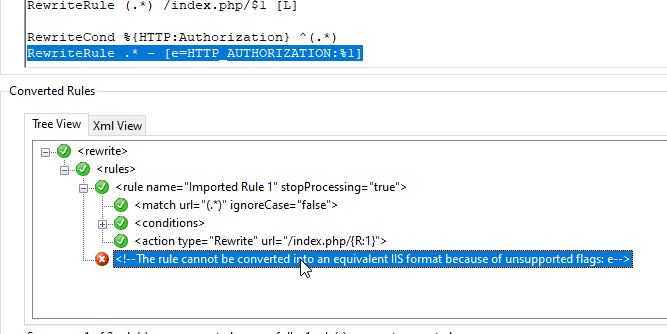 RewriteRule (.*) /index.php/$1 [L]
RewriteCond %{HTTP:Authorization} ^(.*)
RewriteRule .* - [e=HTTP_AUTHORIZATION:%1]
Converted Rules
Tree View Xml View
<rewrite>
<rules>
<rule name="Imported Rule 1" stopProcessing="true">
<match url="(.*)" ignoreCase="false">
<conditions>
<action type="Rewrite" url="/index.php/{R:1}">
<!--The rule cannot be converted into an equivalent IIS format because of unsupported flags: e-->